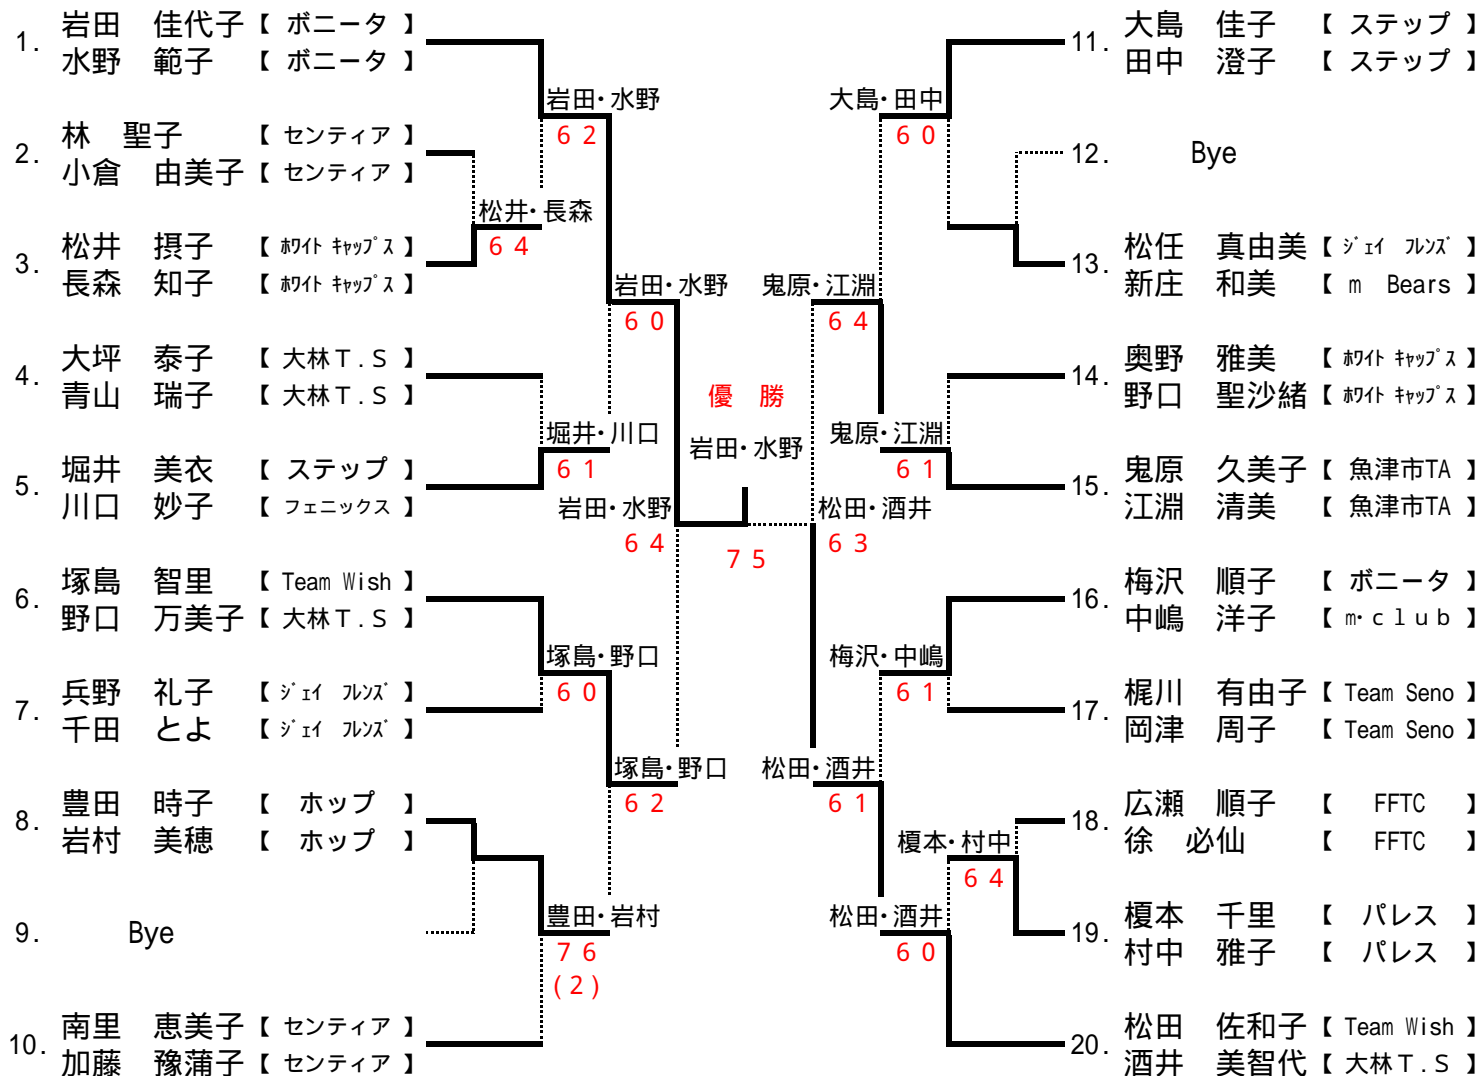 1. 岩田 佳代子【 ボニータ 】
水野 範子 【 ボニータ 】
2. 林 聖子 【 センティア 】
小倉 由美子【 センティア 】
3. 松井 摂子 【 ﾎﾜｲﾄ ｷｬｯﾌﾟｽ 】
長森 知子 【 ﾎﾜｲﾄ ｷｬｯﾌﾟｽ 】
4. 大坪 泰子 【 大林Ｔ.Ｓ 】
青山 瑞子 【 大林Ｔ.Ｓ 】
5. 堀井 美衣 【 ステップ 】
川口 妙子 【 フェニックス 】
6. 塚島 智里 【 Team Wish 】
野口 万美子【 大林Ｔ.Ｓ 】
7. 兵野 礼子 【 ｼﾞｪｲ ﾌﾚﾝｽﾞ 】
千田 とよ 【 ｼﾞｪｲ ﾌﾚﾝｽﾞ 】
8. 豊田 時子 【 ホップ 】
岩村 美穂 【 ホップ 】
9. Bye
10. 南里 恵美子【 センティア 】
加藤 豫蒲子【 センティア 】
松井・長森
6 4
岩田・水野
6 2
堀井・川口
6 1
塚島・野口
6 0
豊田・岩村
7 6
(2)
岩田・水野
6 0
塚島・野口
6 2
岩田・水野
6 4
優 勝
岩田・水野
7 5
松田・酒井
6 3
鬼原・江淵
6 4
松田・酒井
6 1
大島・田中
6 0
鬼原・江淵
6 1
梅沢・中嶋
6 1
松田・酒井
6 0
榎本・村中
6 4
11. 大島 佳子 【 ステップ 】
田中 澄子 【 ステップ 】
12. Bye
13. 松任 真由美【 ｼﾞｪｲ ﾌﾚﾝｽﾞ 】
新庄 和美 【 m Bears 】
14. 奥野 雅美 【 ﾎﾜｲﾄ ｷｬｯﾌﾟｽ 】
野口 聖沙緒【 ﾎﾜｲﾄ ｷｬｯﾌﾟｽ 】
15. 鬼原 久美子【 魚津市TA 】
江淵 清美 【 魚津市TA 】
16. 梅沢 順子 【 ボニータ 】
中嶋 洋子 【 m・ｃｌｕｂ 】
17. 梶川 有由子【 Team Seno 】
岡津 周子 【 Team Seno 】
18. 広瀬 順子 【 FFTC 】
徐 必仙 【 FFTC 】
19. 榎本 千里 【 パレス 】
村中 雅子 【 パレス 】
20. 松田 佐和子【 Team Wish 】
酒井 美智代【 大林Ｔ.Ｓ 】